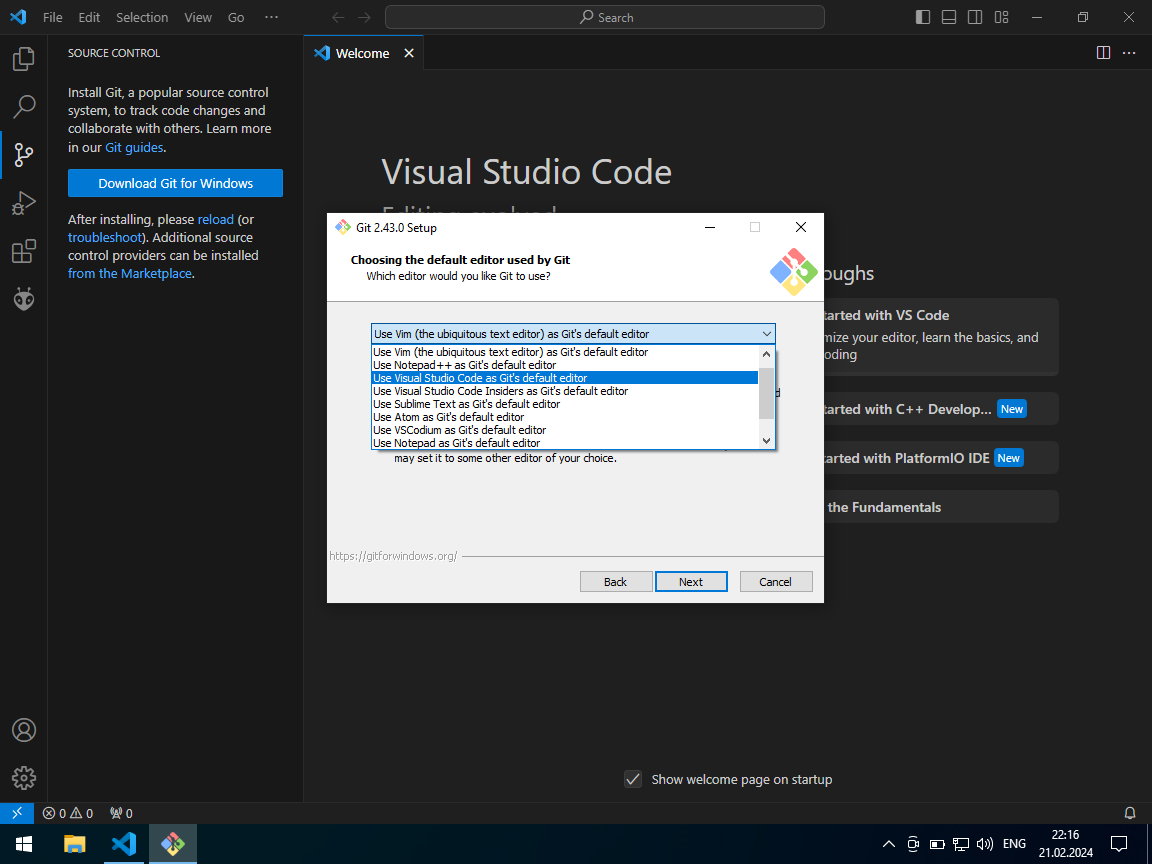 File Edit Selection View Go ··· Search
SOURCE CONTROL
Welcome
Install Git, a popular source control
system, to track code changes and
collaborate with others. Learn more
in our Git guides.
Download Git for Windows
After installing, please reload (or
troubleshoot). Additional source
control providers can be installed
from the Marketplace.
Visual Studio Code
Editing evolved
oughs
tarted with VS Code
mize your editor, learn the basics, and
oding
tarted with C++ Develop... New
tarted with PlatformIO IDE New
the Fundamentals
Git 2.43.0 Setup
Choosing the default editor used by Git
Which editor would you like Git to use?
Use Vim (the ubiquitous text editor) as Git's default editor
Use Vim (the ubiquitous text editor) as Git's default editor
Use Notepad++ as Git's default editor
Use Visual Studio Code as Git's default editor
Use Visual Studio Code Insiders as Git's default editor
Use Sublime Text as Git's default editor
Use Atom as Git's default editor
Use VSCodium as Git's default editor
Use Notepad as Git's default editor
may set it to some other editor of your choice.
https://gitforwindows.org/
Back Next Cancel
Show welcome page on startup
0 0 0
ENG 22:16
21.02.2024